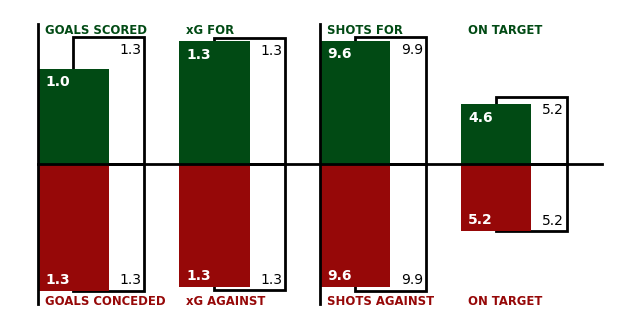 GOALS SCORED xG FOR SHOTS FOR ON TARGET
1.3 1.3 9.9
1.0 1.3 9.6
4.6 5.2
5.2 5.2
1.3 1.3 1.3 1.3 9.6 9.9
GOALS CONCEDED xG AGAINST SHOTS AGAINST ON TARGET